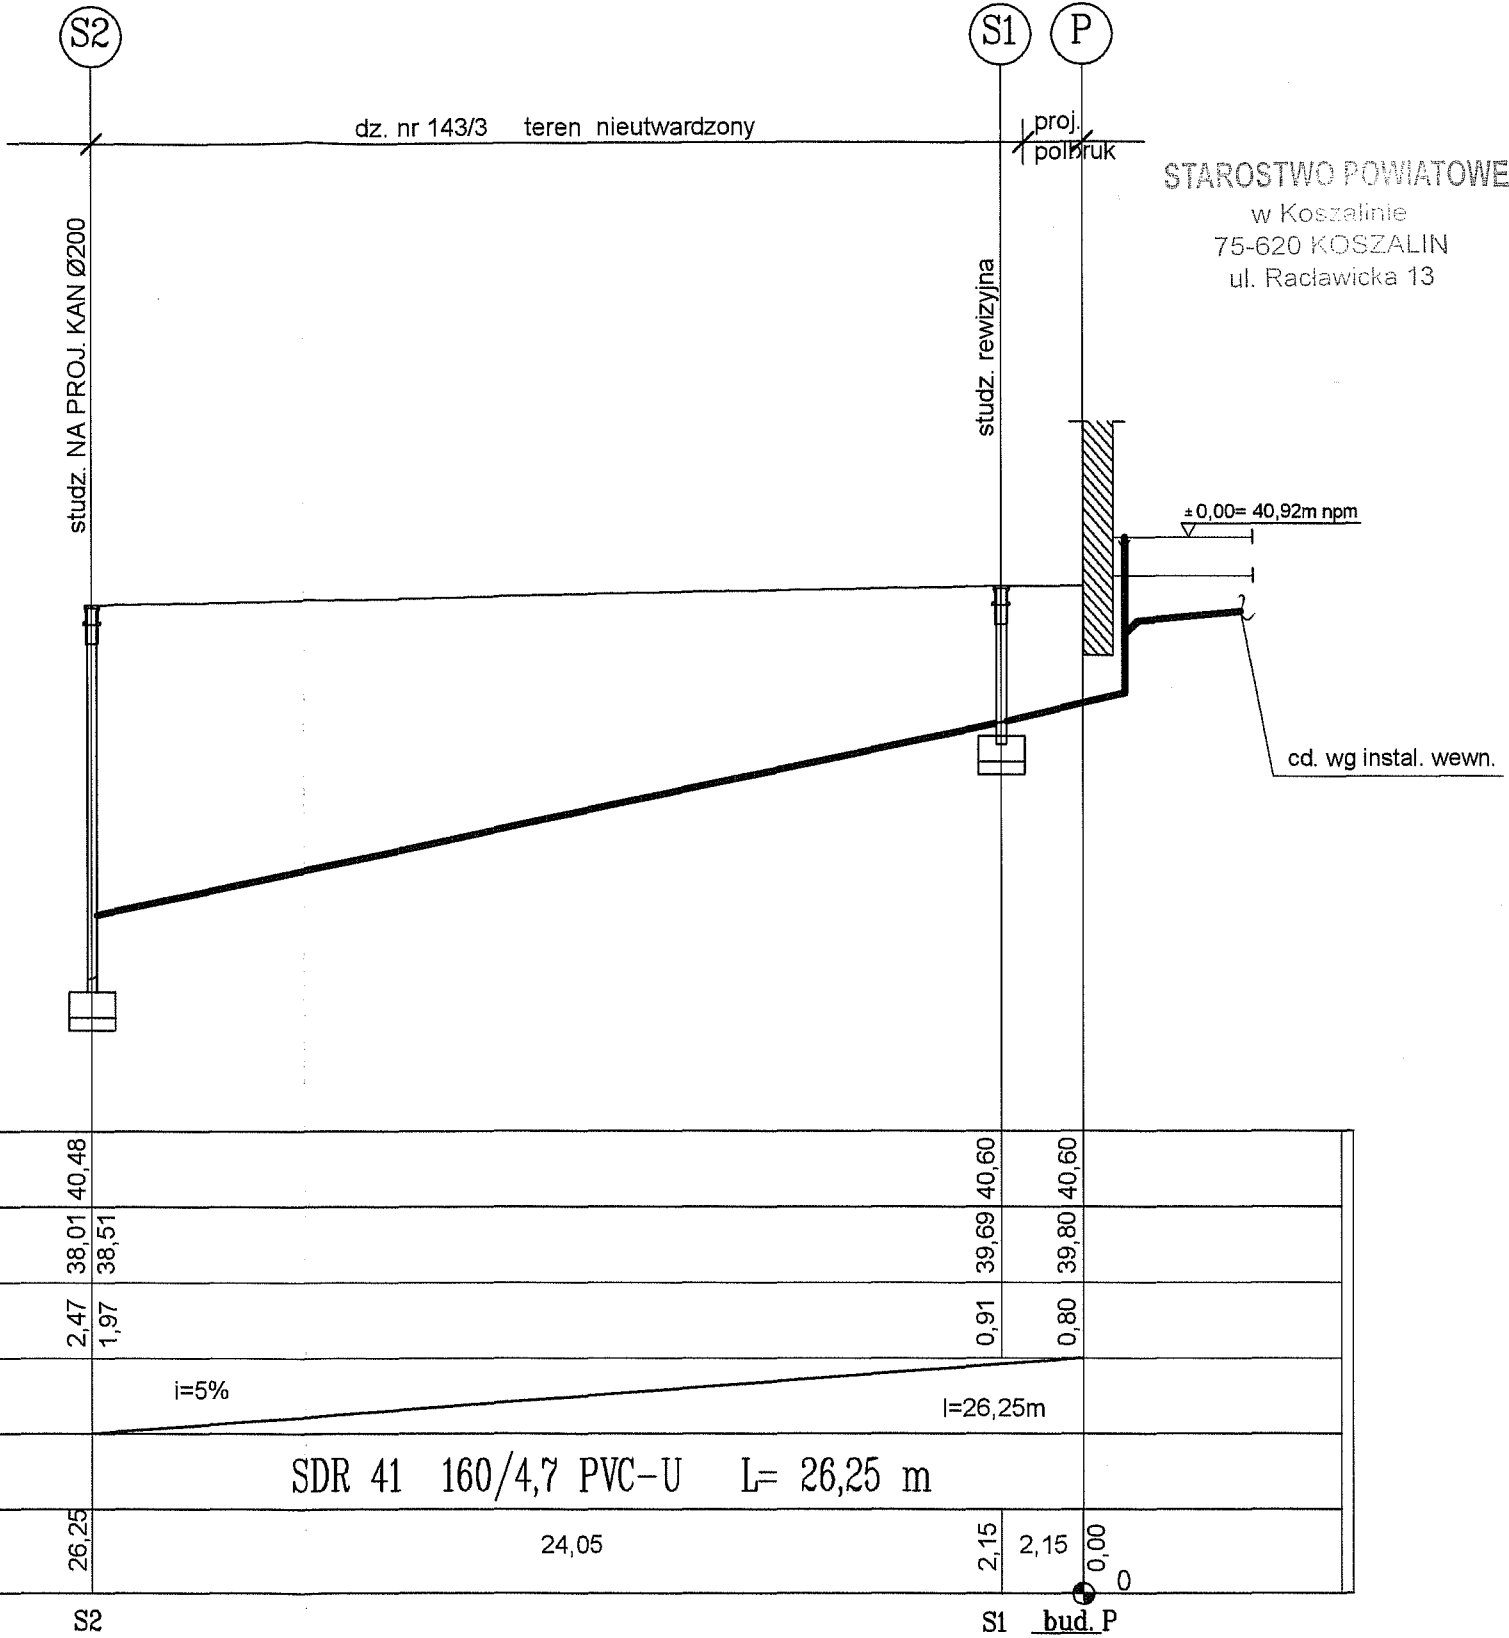 S2
S1
P
dz. nr 143/3 teren nieutwardzony
proj.
polbruk
STAROSTWO POWIATOWE
w Koszalinie
75-620 KOSZALIN
ul. Racławicka 13
studz. NA PROJ. KAN Ø200
studz. rewizyjna
±0,00= 40,92m npm
cd. wg instal. wewn.
40,48
40,60
40,60
38,01
38,51
39,69
39,80
2,47
1,97
0,91
0,80
i=5%
l=26,25m
SDR 41 160/4,7 PVC-U L= 26,25 m
26,25
24,05
2,15
2,15
0,00
0
S2
S1
bud. P